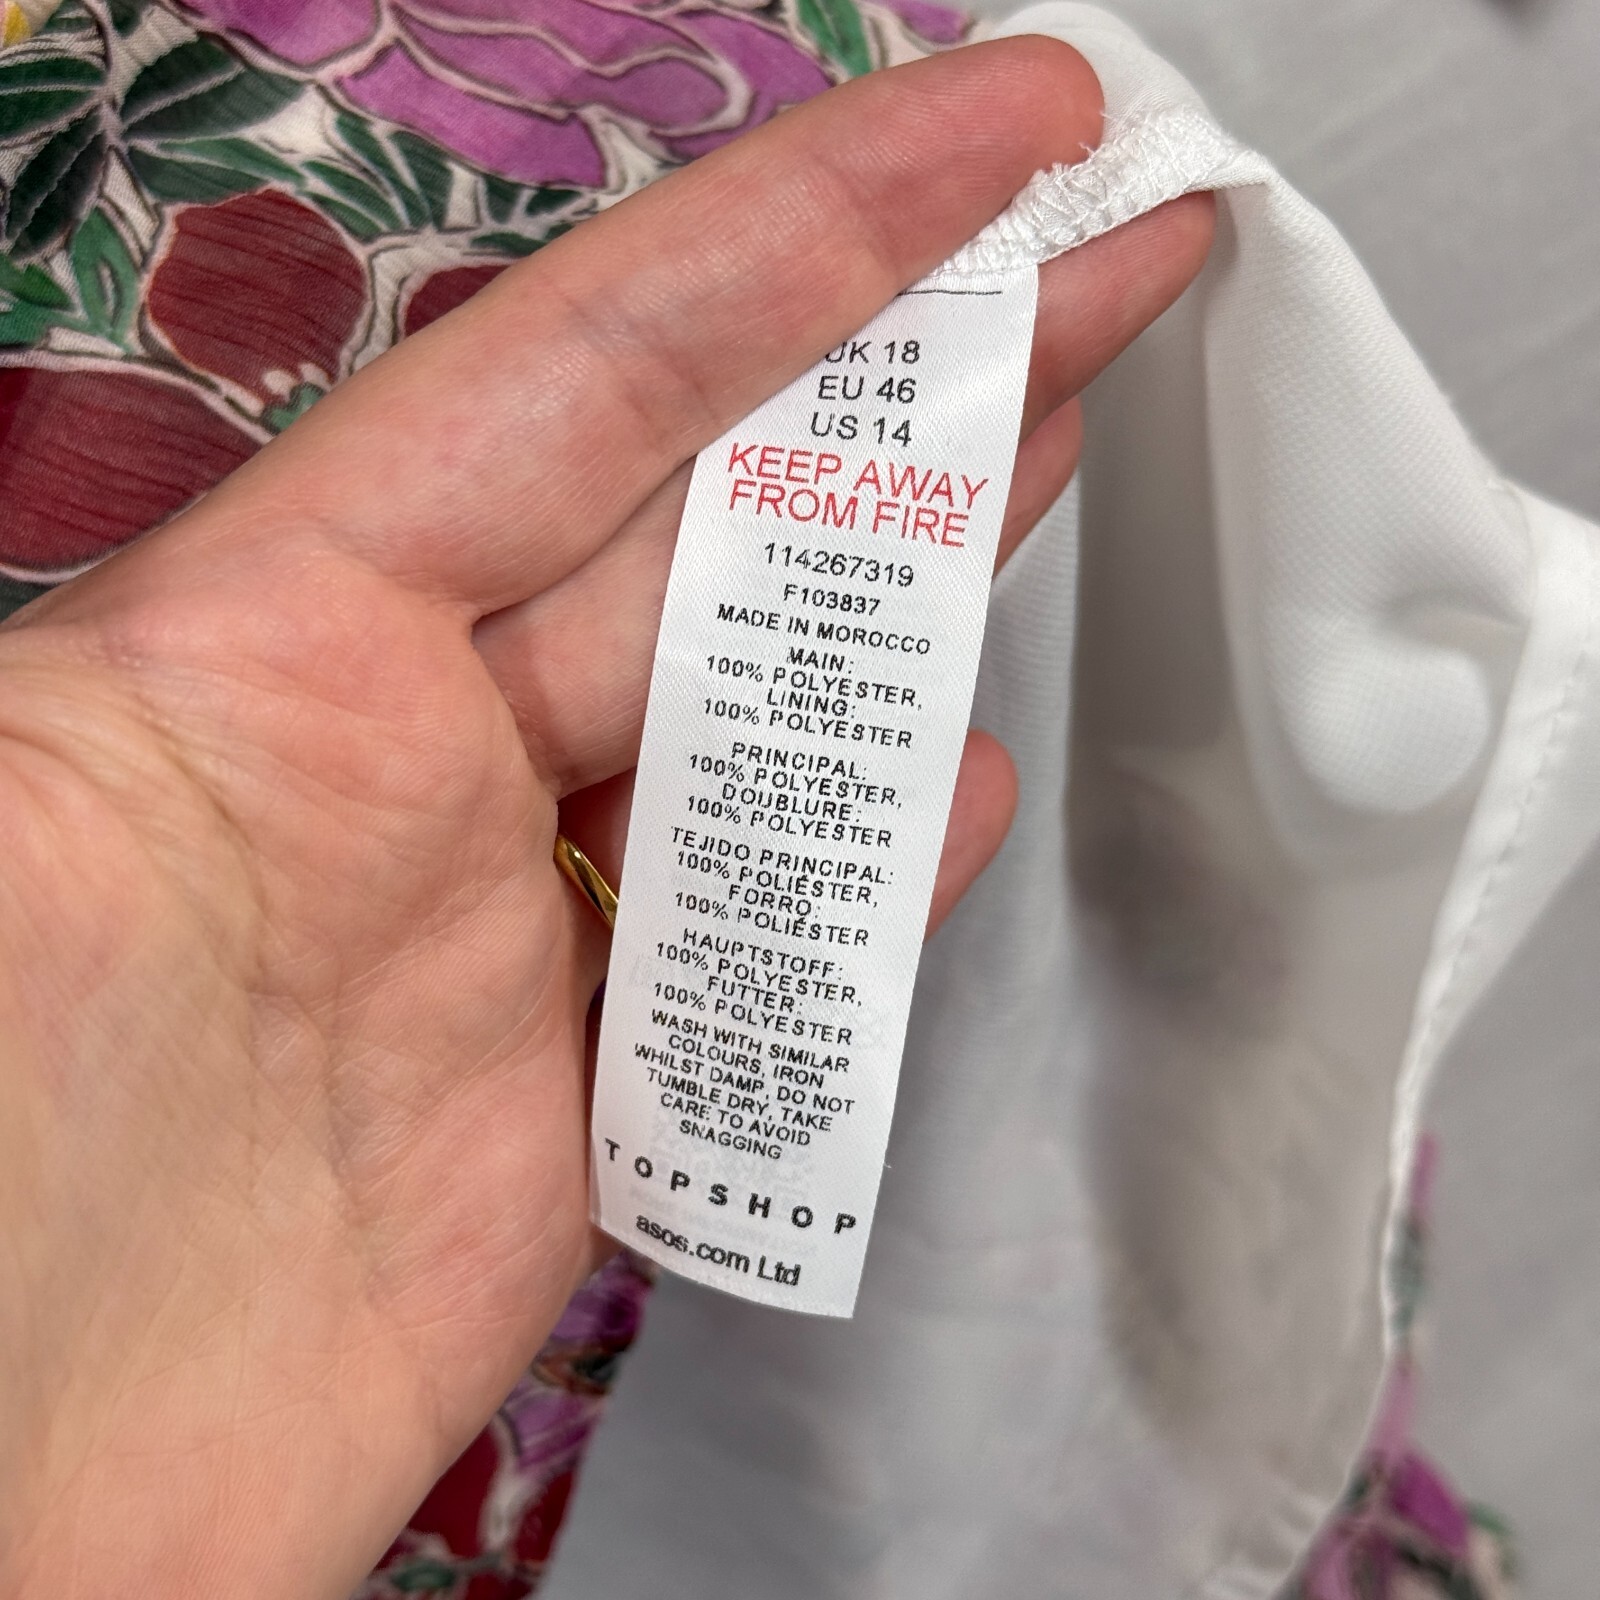 UK 18
EU 46
US 14
KEEP AWAY
FROM FIRE
114267319
F103837
MADE IN MOROCCO
MAIN:
100% POLYESTER,
LINING:
100% POLYESTER
PRINCIPAL:
100% POLYESTER,
DOUBLURE:
100% POLYESTER
TEJIDO PRINCIPAL:
100% POLIÉSTER,
FORRO:
100% POLIÉSTER
HAUPTSTOFF:
100% POLYESTER,
FUTTER:
100% POLYESTER
WASH WITH SIMILAR
COLOURS, IRON
WHILST DAMP, DO NOT
TUMBLE DRY, TAKE
CARE TO AVOID
SNAGGING
TOPSHOP
asos.com Ltd